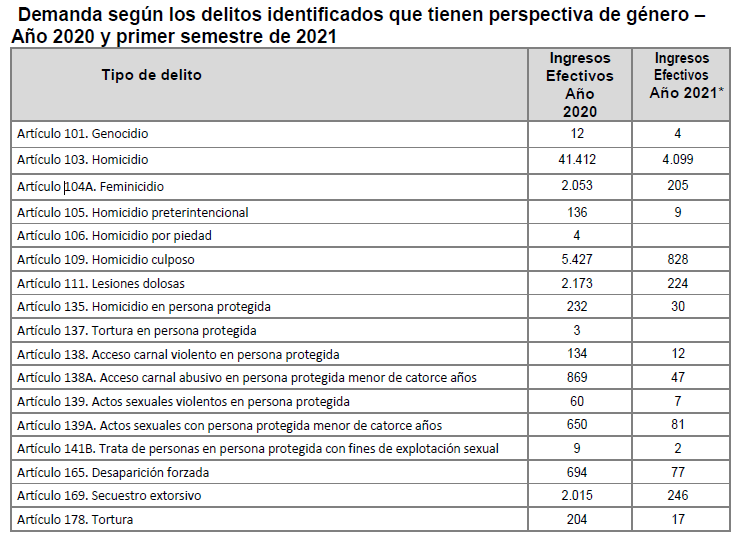 Demanda según los delitos identificados que tienen perspectiva de género –
Año 2020 y primer semestre de 2021
Tipo de delito
Ingresos
Efectivos
Año
2020
Ingresos
Efectivos
Año 2021*
Artículo 101. Genocidio 12 4
Artículo 103. Homicidio 41.412 4.099
Artículo 104A. Feminicidio 2.053 205
Artículo 105. Homicidio preterintencional 136 9
Artículo 106. Homicidio por piedad 4
Artículo 109. Homicidio culposo 5.427 828
Artículo 111. Lesiones dolosas 2.173 224
Artículo 135. Homicidio en persona protegida 232 30
Artículo 137. Tortura en persona protegida 3
Artículo 138. Acceso carnal violento en persona protegida 134 12
Artículo 138A. Acceso carnal abusivo en persona protegida menor de catorce años 869 47
Artículo 139. Actos sexuales violentos en persona protegida 60 7
Artículo 139A. Actos sexuales con persona protegida menor de catorce años 650 81
Artículo 141B. Trata de personas en persona protegida con fines de explotación sexual 9 2
Artículo 165. Desaparición forzada 694 77
Artículo 169. Secuestro extorsivo 2.015 246
Artículo 178. Tortura 204 17